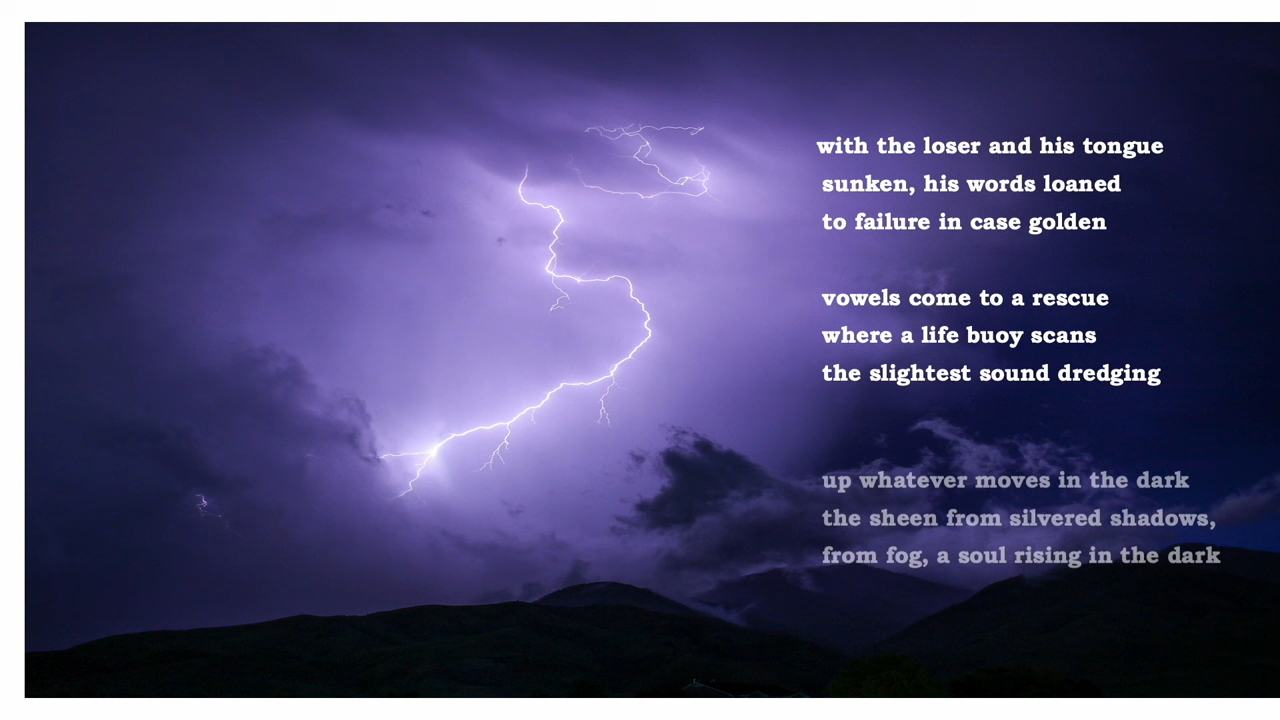 with the loser and his tongue
sunken, his words loaned
to failure in case golden
vowels come to a rescue
where a life buoy scans
the slightest sound dredging
up whatever moves in the dark
the sheen from silvered shadows,
from fog, a soul rising in the dark